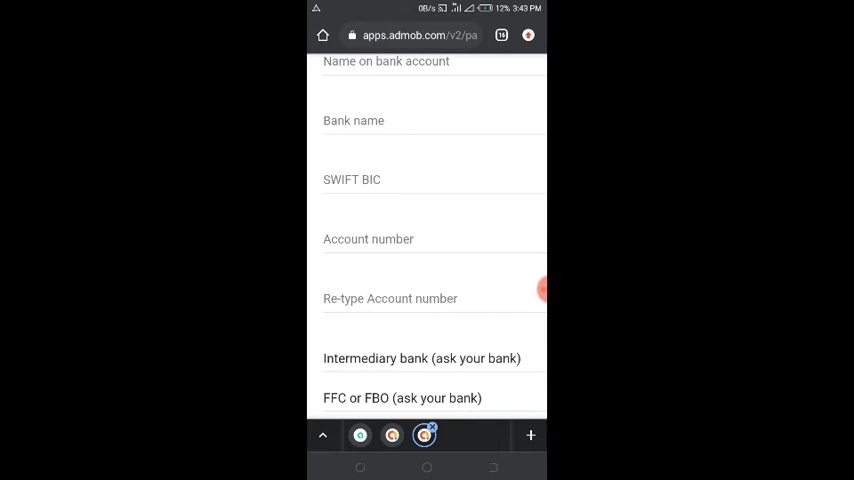 0B/s 12% 3:43 PM
apps.admob.com/v2/pa 16
Name on bank account
Bank name
SWIFT BIC
Account number
Re-type Account number
Intermediary bank (ask your bank)
FFC or FBO (ask your bank)